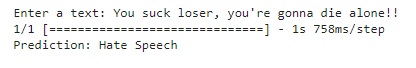 Enter a text: You suck loser, you're gonna die alone!!
1/1 [==============================] - 1s 758ms/step
Prediction: Hate Speech